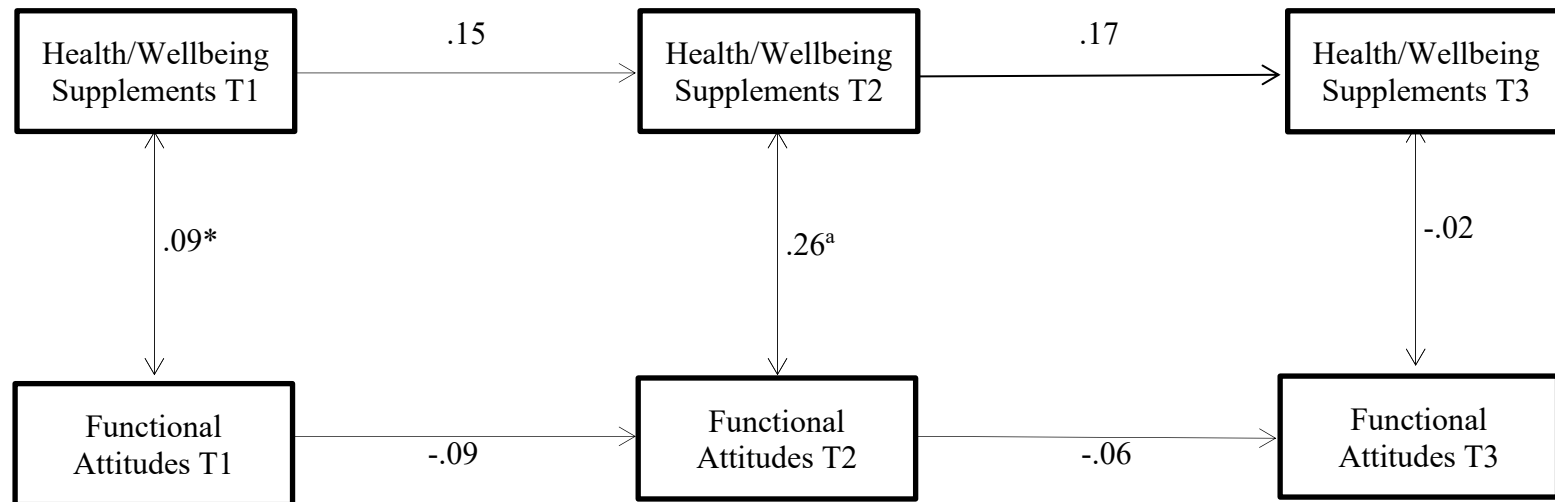 Health/Wellbeing
Supplements T1
.15
Health/Wellbeing
Supplements T2
.17
Health/Wellbeing
Supplements T3
.09*
.26ᵃ
-.02
Functional
Attitudes T1
-.09
Functional
Attitudes T2
-.06
Functional
Attitudes T3